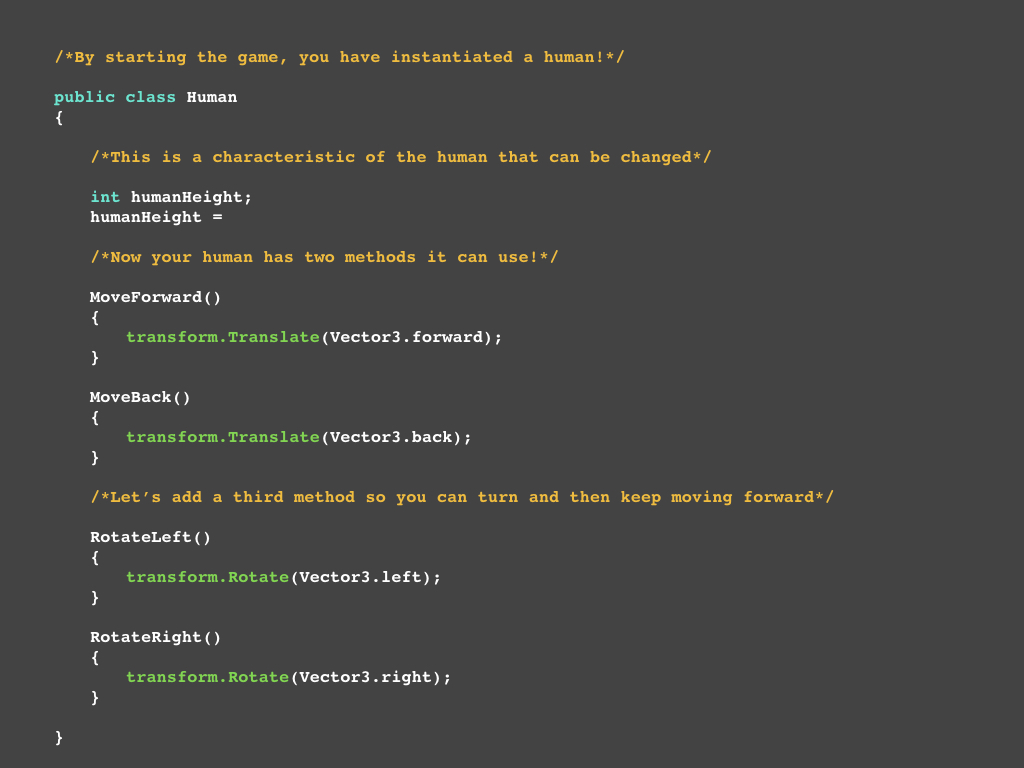 /*By starting the game, you have instantiated a human!*/
public class Human
{
/*This is a characteristic of the human that can be changed*/
int humanHeight;
humanHeight =
/*Now your human has two methods it can use!*/
MoveForward()
{
transform.Translate(Vector3.forward);
}
MoveBack()
{
transform.Translate(Vector3.back);
}
/*Let’s add a third method so you can turn and then keep moving forward*/
RotateLeft()
{
transform.Rotate(Vector3.left);
}
RotateRight()
{
transform.Rotate(Vector3.right);
}
}